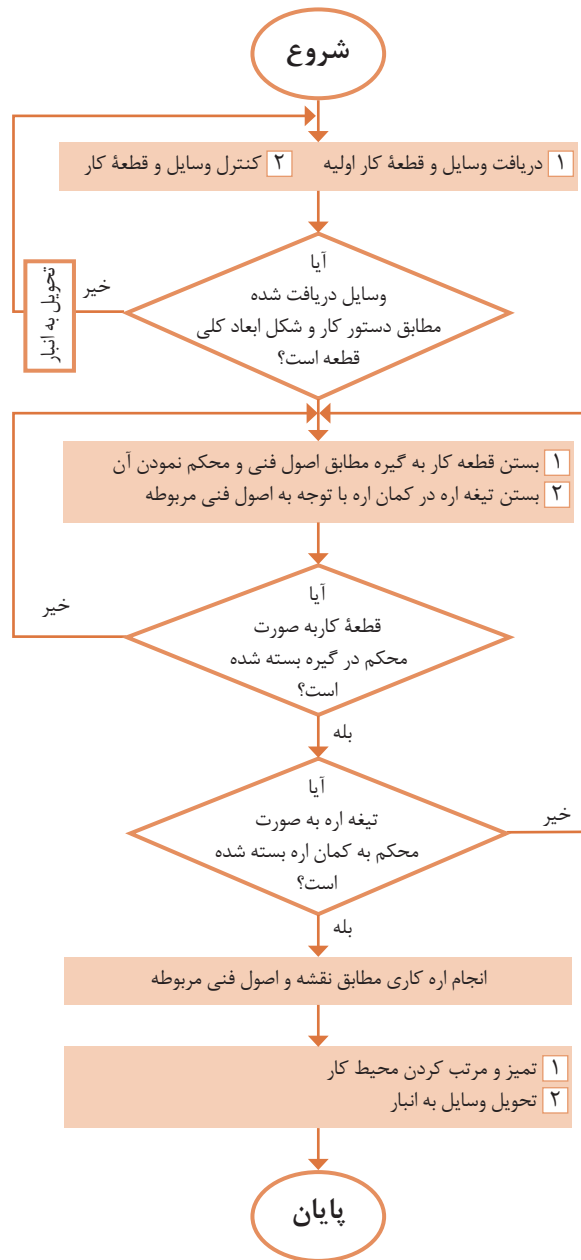 شروع
۱ دریافت وسایل و قطعهٔ کار اولیه ۲ کنترل وسایل و قطعهٔ کار
آیا
وسایل دریافت شده
مطابق دستور کار و شکل ابعاد کلی
قطعه است؟
خیر
تحویل به انبار
۱ بستن قطعه کار به گیره مطابق اصول فنی و محکم نمودن آن
۲ بستن تیغه اره در کمان اره با توجه به اصول فنی مربوطه
آیا
قطعهٔ کاربه صورت
محکم در گیره بسته شده
است؟
خیر
بله
آیا
تیغه اره به صورت
محکم به کمان اره بسته شده
است؟
خیر
بله
انجام اره کاری مطابق نقشه و اصول فنی مربوطه
۱ تمیز و مرتب کردن محیط کار
۲ تحویل وسایل به انبار
پایان